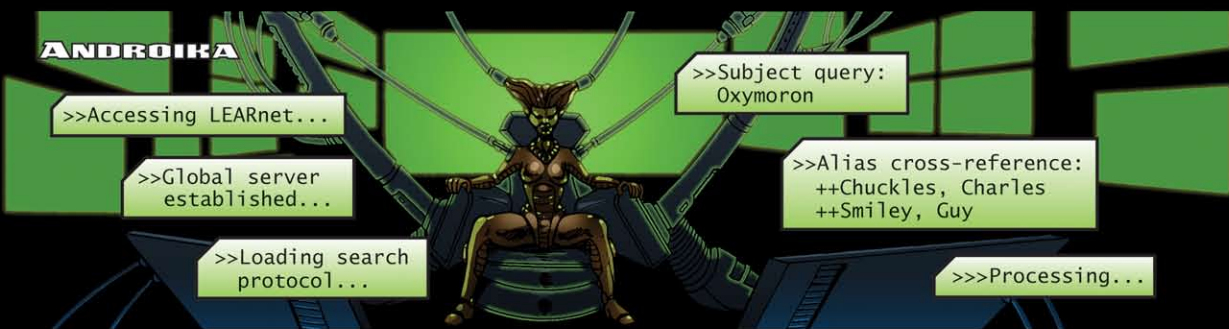 ANDROIKA
>>Accessing LEARnet...
>>Global server
established...
>>Loading search
protocol...
>>Subject query:
Oxymoron
>>Alias cross-reference:
++Chuckles, Charles
++Smiley, Guy
>>>Processing...